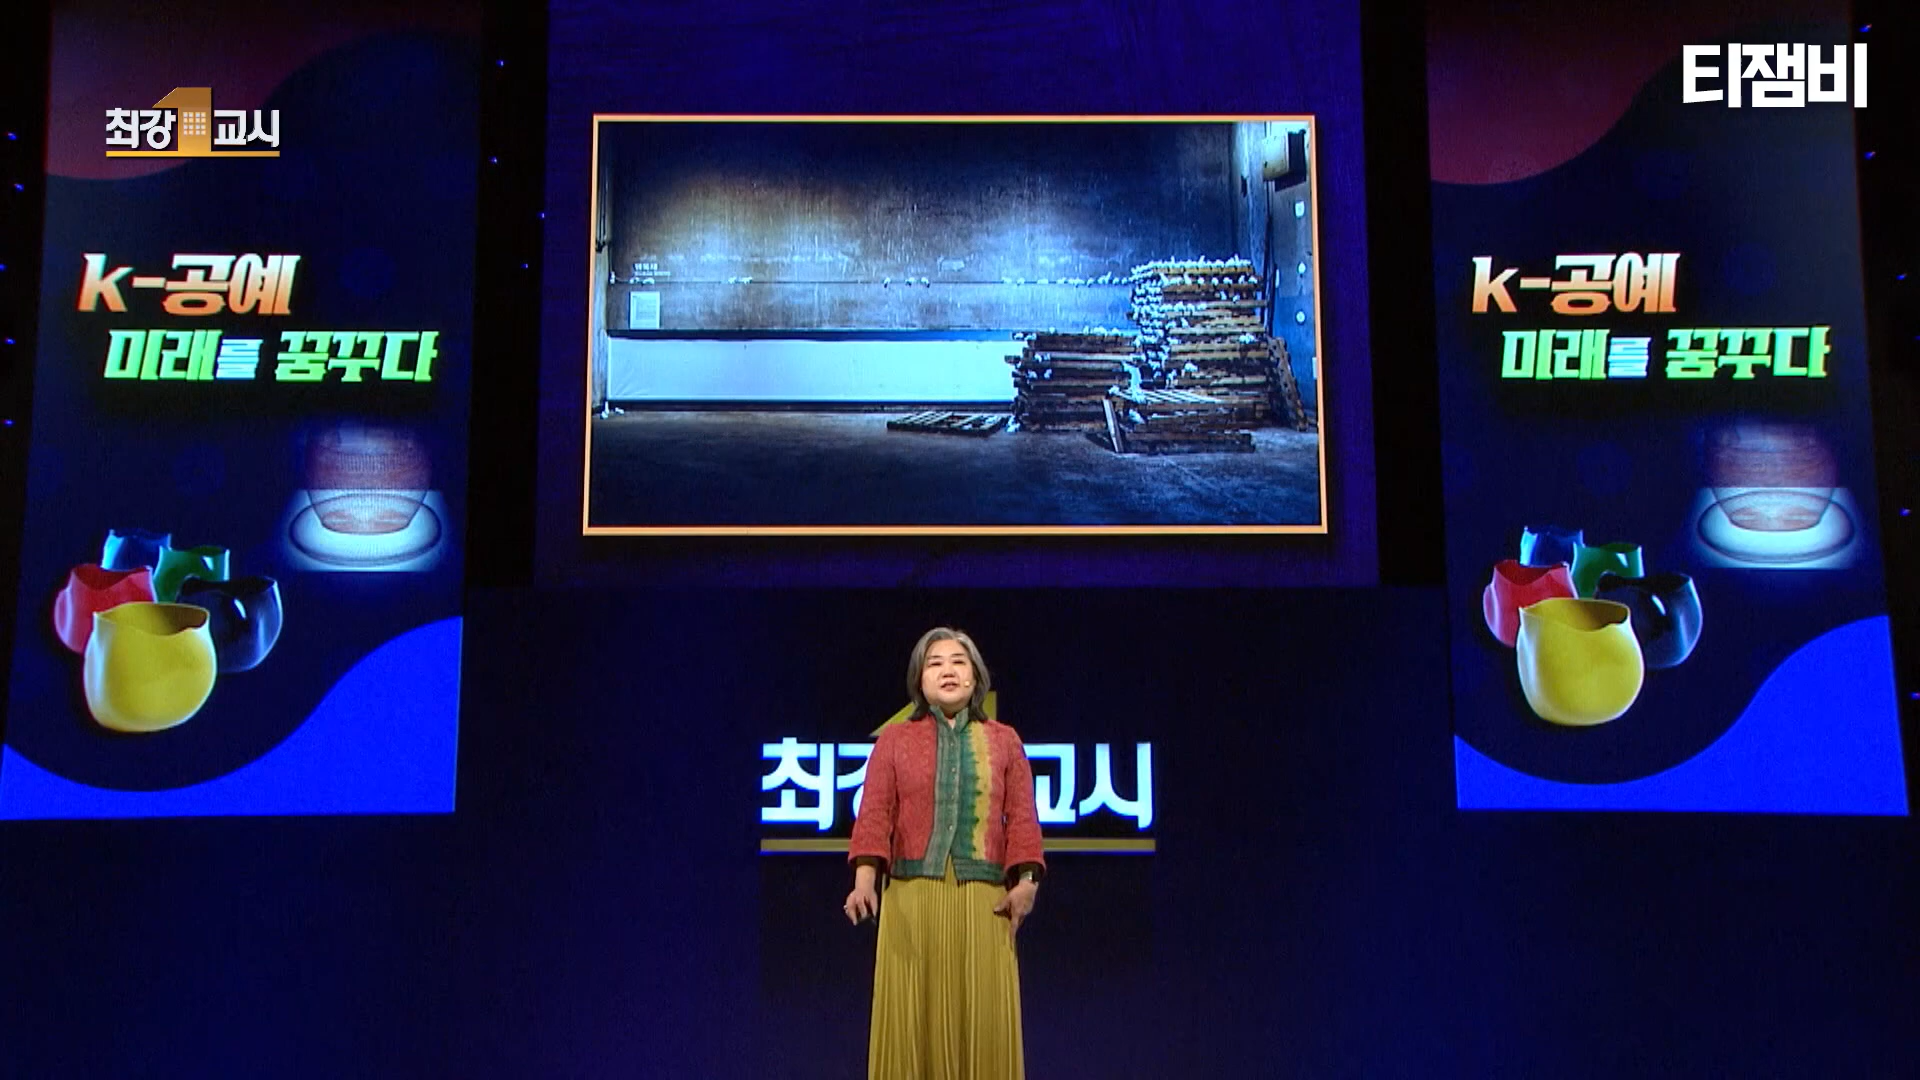 최강1교시
티잼비
k-공예
미래를 꿈꾸다
k-공예
미래를 꿈꾸다
최강 교시